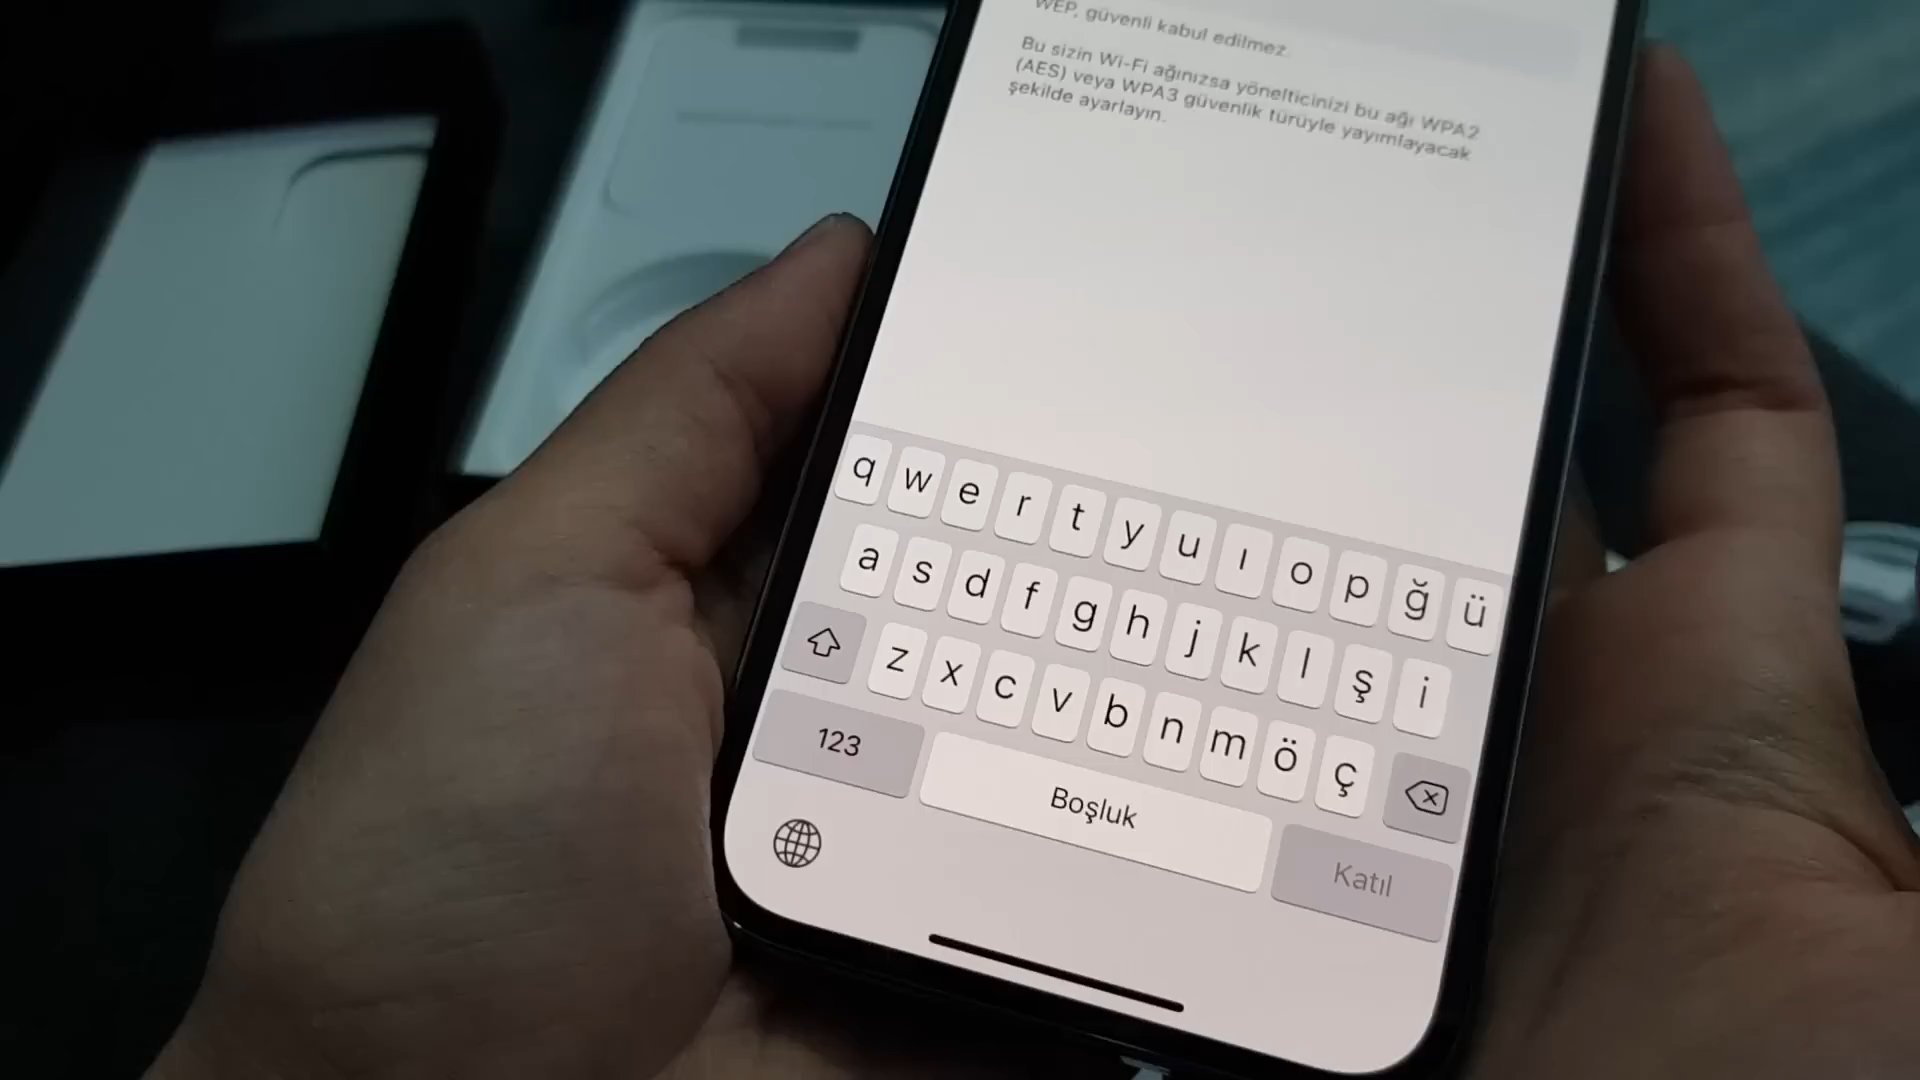 WEP, güvenli kabul edilmez.
Bu sizin Wi-Fi ağınızsa yönelticinizi bu ağı WPA2
(AES) veya WPA3 güvenlik türüyle yayımlayacak
şekilde ayarlayın.
q w e r t y u ı o p ğ ü
a s d f g h j k l ş i
z x c v b n m ö ç
123 Boşluk Katıl